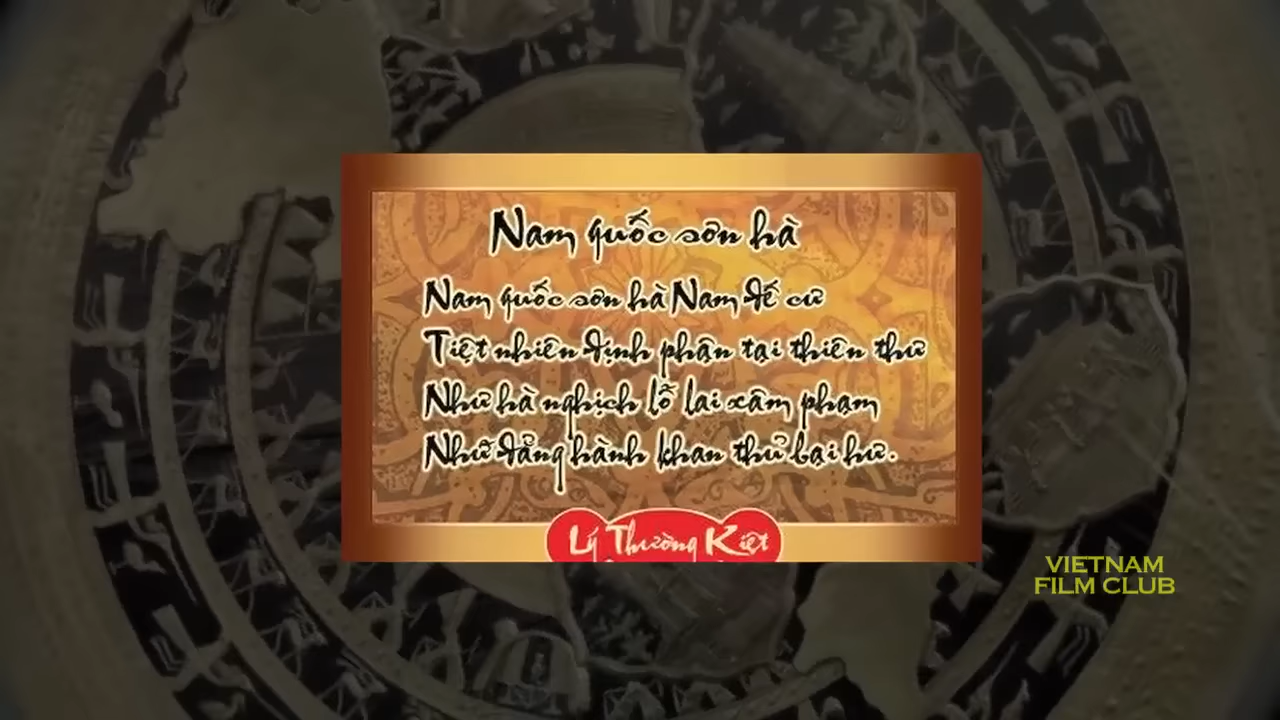 Nam quốc sơn hà
Nam quốc sơn hà Nam đế cư
Tiệt nhiên định phận tại thiên thư
Như hà nghịch lỗ lai xâm phạm
Nhữ đẳng hành khan thủ bại hư.
Lý Thường Kiệt
VIETNAM
FILM CLUB